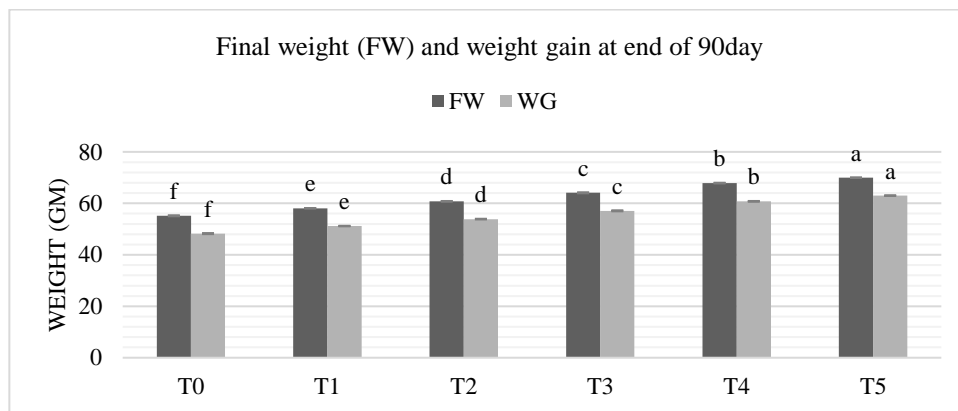 Final weight (FW) and weight gain at end of 90day
FW WG
80
60
40
20
0
WEIGHT (GM)
f f e e d d c c b b a a
T0 T1 T2 T3 T4 T5